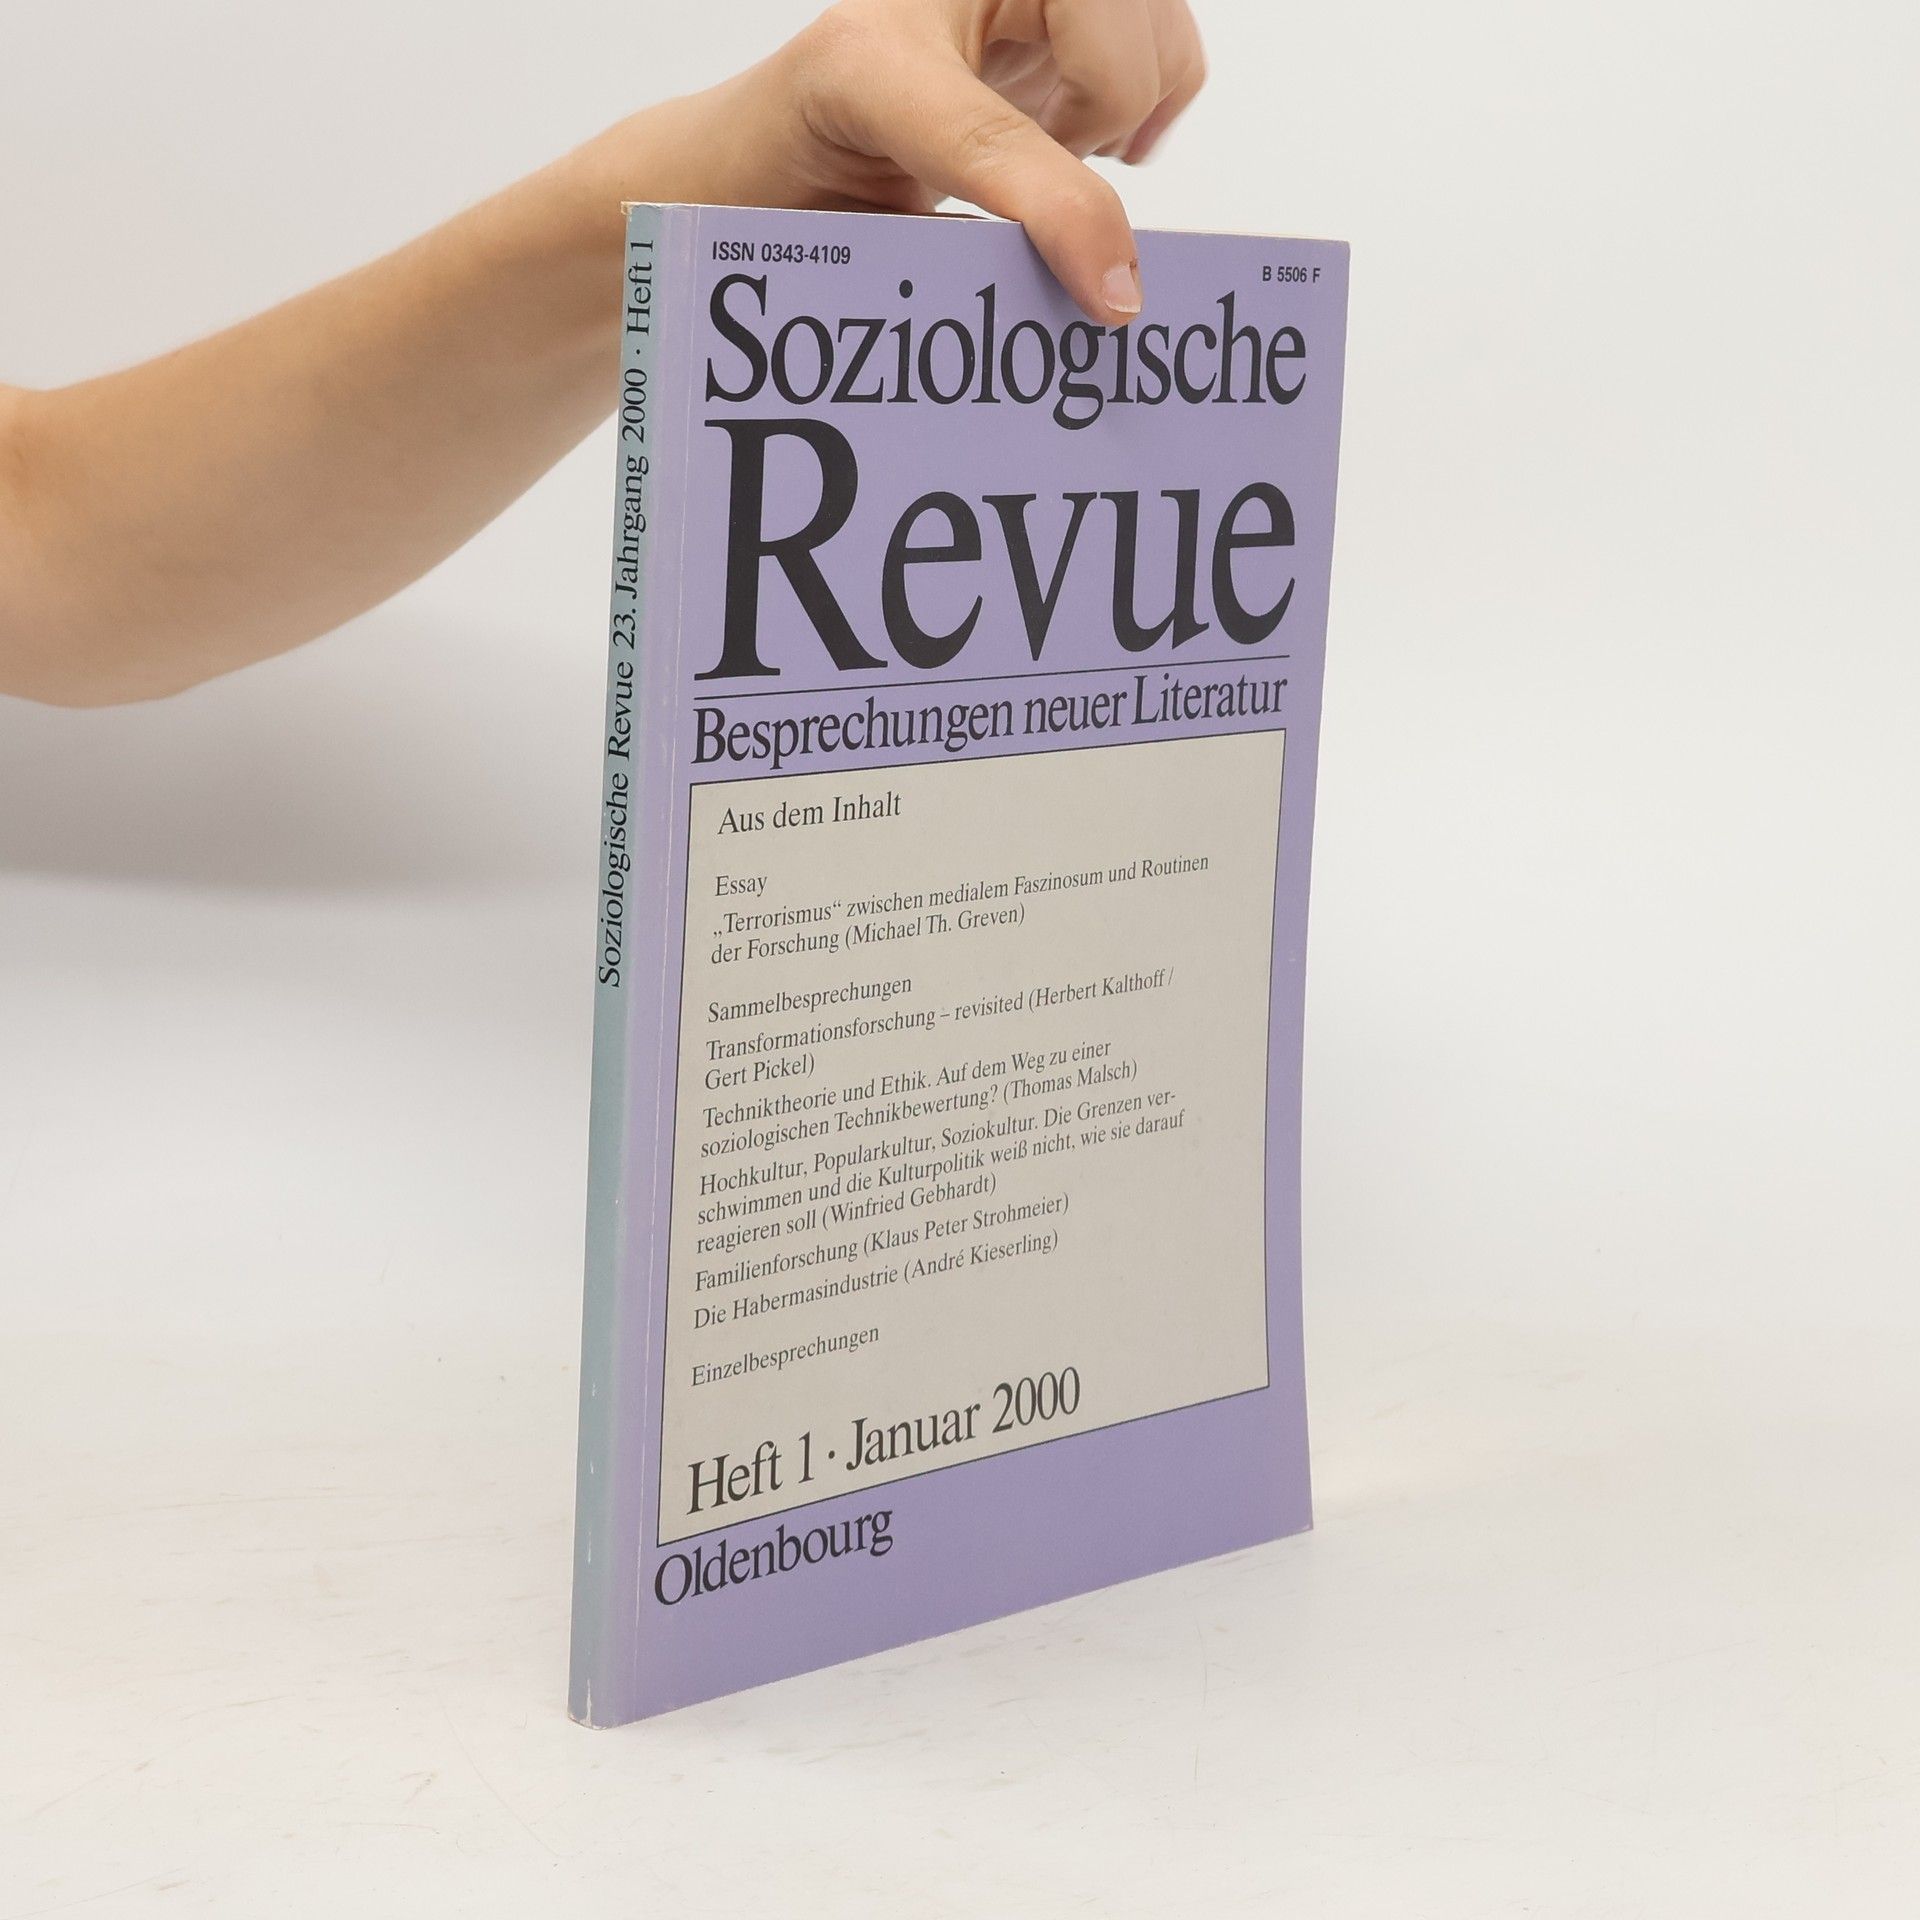 Soziologische Revue 23. Jahrgang 2000 · Heft 1
ISSN 0343-4109
B 5506 F
Soziologische
Revue
Besprechungen neuer Literatur
Aus dem Inhalt
Essay
„Terrorismus“ zwischen medialem Faszinosum und Routinen
der Forschung (Michael Th. Greven)
Sammelbesprechungen
Transformationsforschung – revisited (Herbert Kalthoff /
Gert Pickel)
Techniktheorie und Ethik. Auf dem Weg zu einer
soziologischen Technikbewertung? (Thomas Malsch)
Hochkultur, Popularkultur, Soziokultur. Die Grenzen ver-
schwimmen und die Kulturpolitik weiß nicht, wie sie darauf
reagieren soll (Winfried Gebhardt)
Familienforschung (Klaus Peter Strohmeier)
Die Habermasindustrie (André Kieserling)
Einzelbesprechungen
Heft 1 · Januar 2000
Oldenbourg